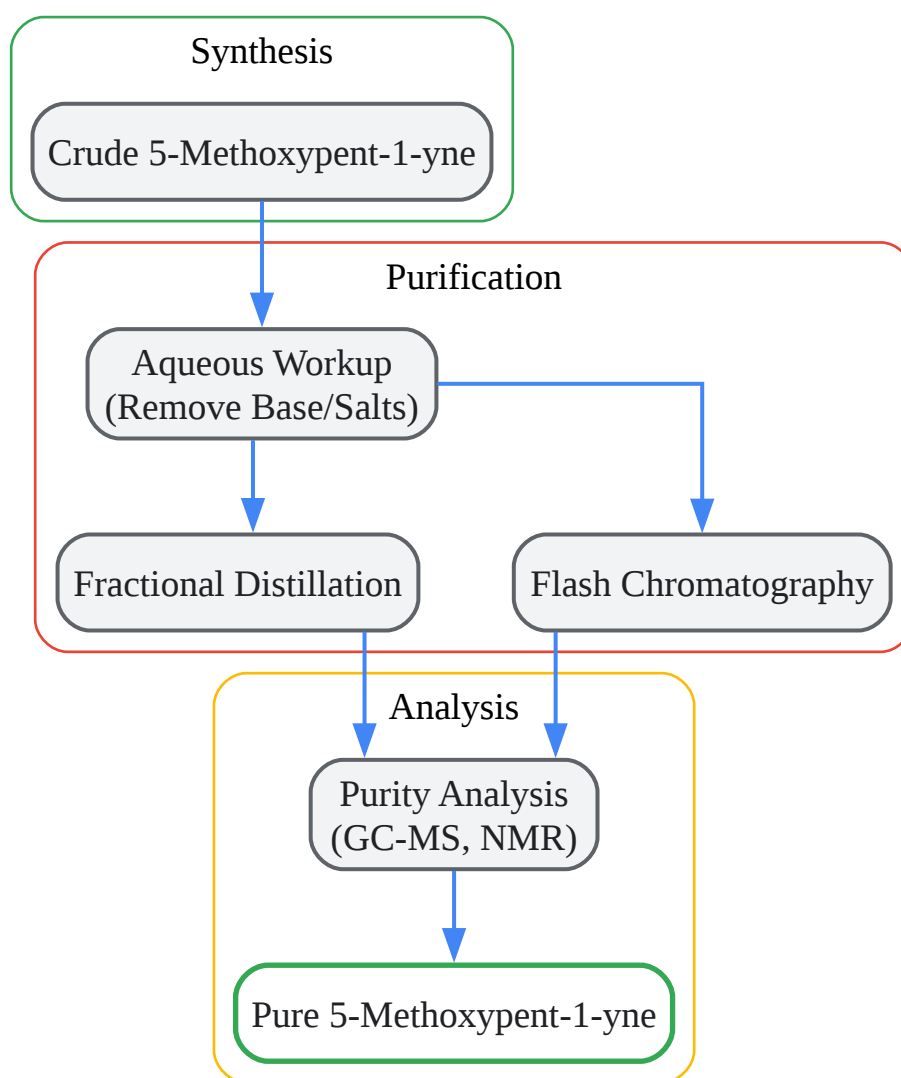 Synthesis
Crude 5-Methoxypent-1-yne
Purification
Aqueous Workup
(Remove Base/Salts)
Fractional Distillation
Flash Chromatography
Analysis
Purity Analysis
(GC-MS, NMR)
Pure 5-Methoxypent-1-yne